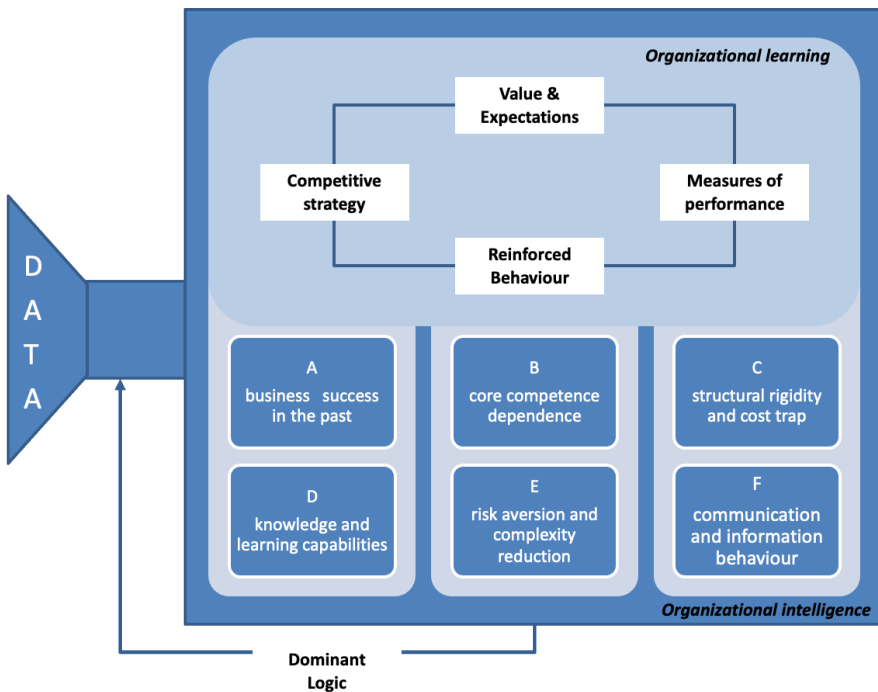 Organizational learning
Value &
Expectations
Competitive
strategy
Measures of
performance
Reinforced
Behaviour
D
A
T
A
A
business success
in the past
B
core competence
dependence
C
structural rigidity
and cost trap
D
knowledge and
learning capabilities
E
risk aversion and
complexity
reduction
F
communication
and information
behaviour
Organizational intelligence
Dominant
Logic